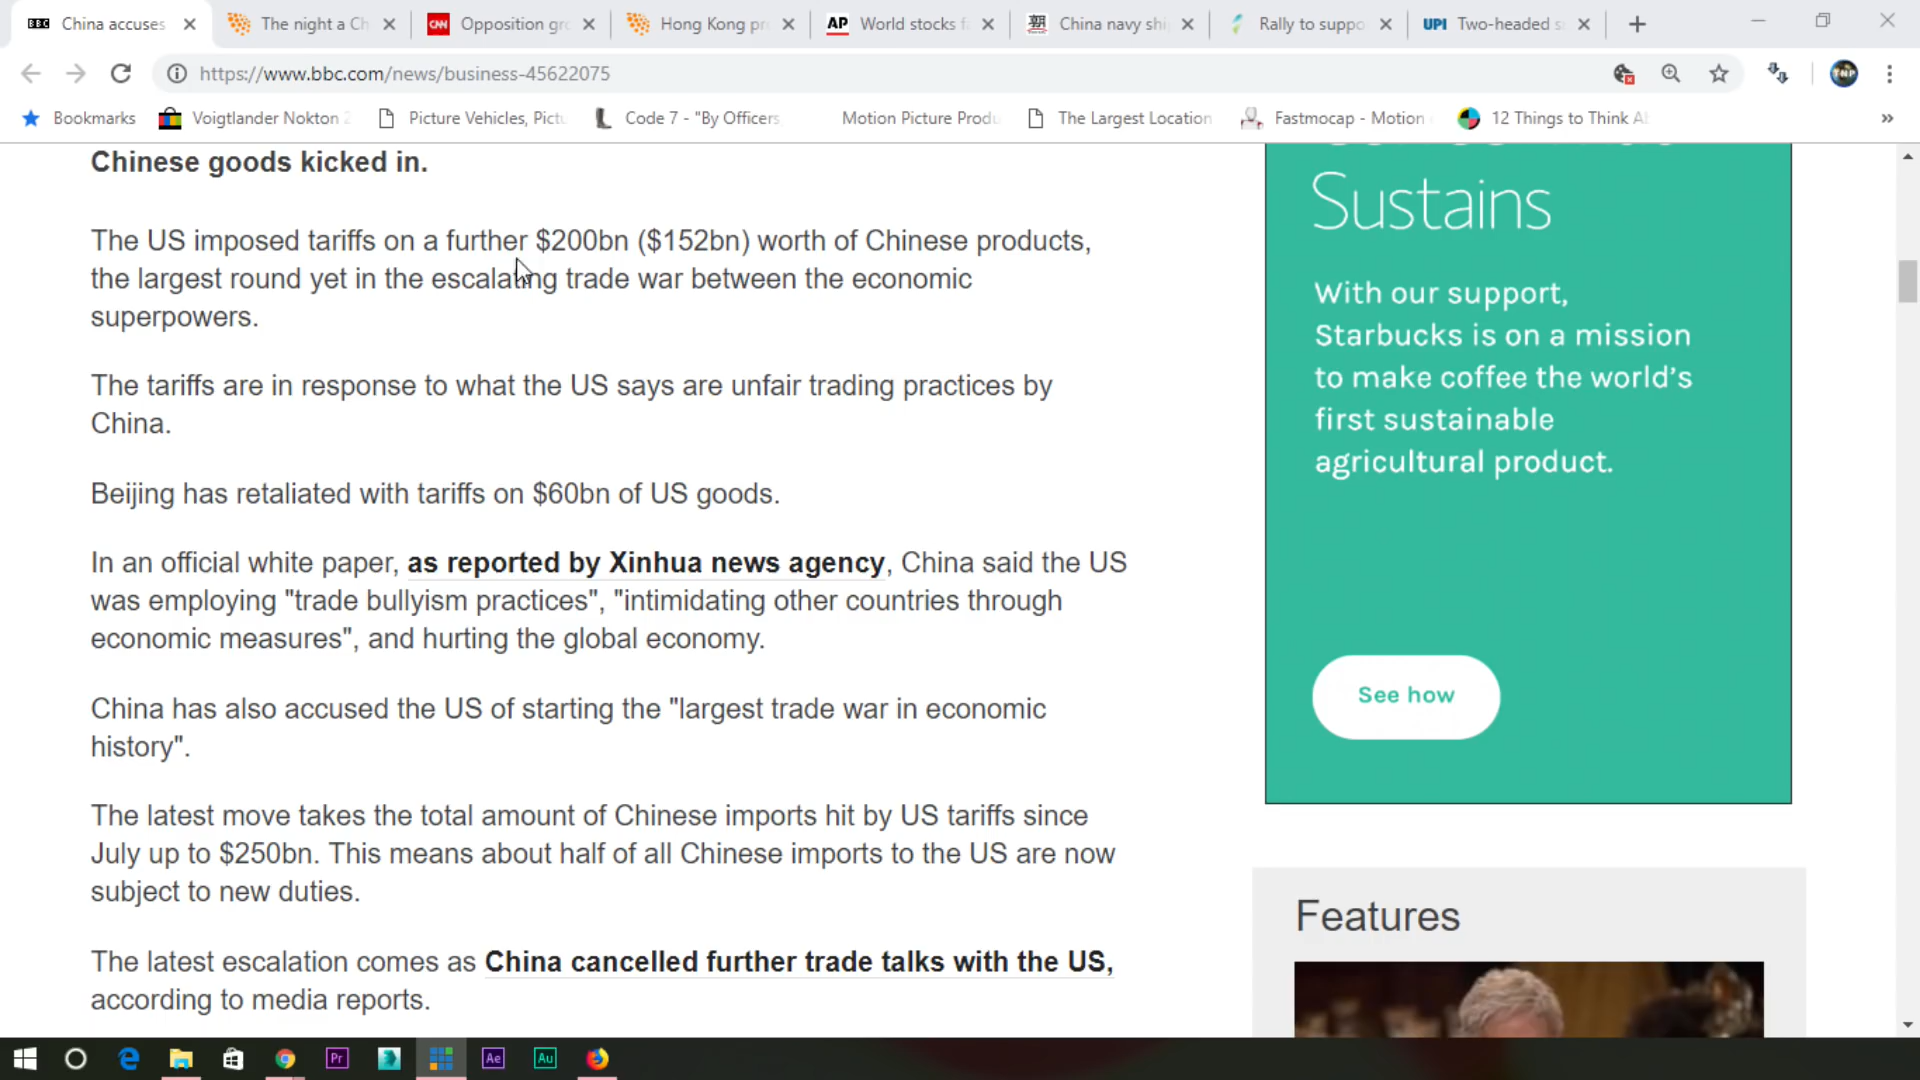 China accuses
The night a Ch
CNN Opposition gr
Hong Kong pr
AP World stocks f
China navy shi
Rally to suppo
UPI Two-headed s
https://www.bbc.com/news/business-45622075
TNP
Bookmarks
Voigtlander Nokton 2
Picture Vehicles, Pictu
Code 7 - "By Officers
Motion Picture Produ
The Largest Location
Fastmocap - Motion
12 Things to Think Ab
Chinese goods kicked in.
The US imposed tariffs on a further $200bn ($152bn) worth of Chinese products,
the largest round yet in the escalating trade war between the economic
superpowers.
The tariffs are in response to what the US says are unfair trading practices by
China.
Beijing has retaliated with tariffs on $60bn of US goods.
In an official white paper, as reported by Xinhua news agency, China said the US
was employing "trade bullyism practices", "intimidating other countries through
economic measures", and hurting the global economy.
China has also accused the US of starting the "largest trade war in economic
history".
The latest move takes the total amount of Chinese imports hit by US tariffs since
July up to $250bn. This means about half of all Chinese imports to the US are now
subject to new duties.
The latest escalation comes as China cancelled further trade talks with the US,
according to media reports.
Sustains
With our support,
Starbucks is on a mission
to make coffee the world's
first sustainable
agricultural product.
See how
Features
Pr
Ae
Au